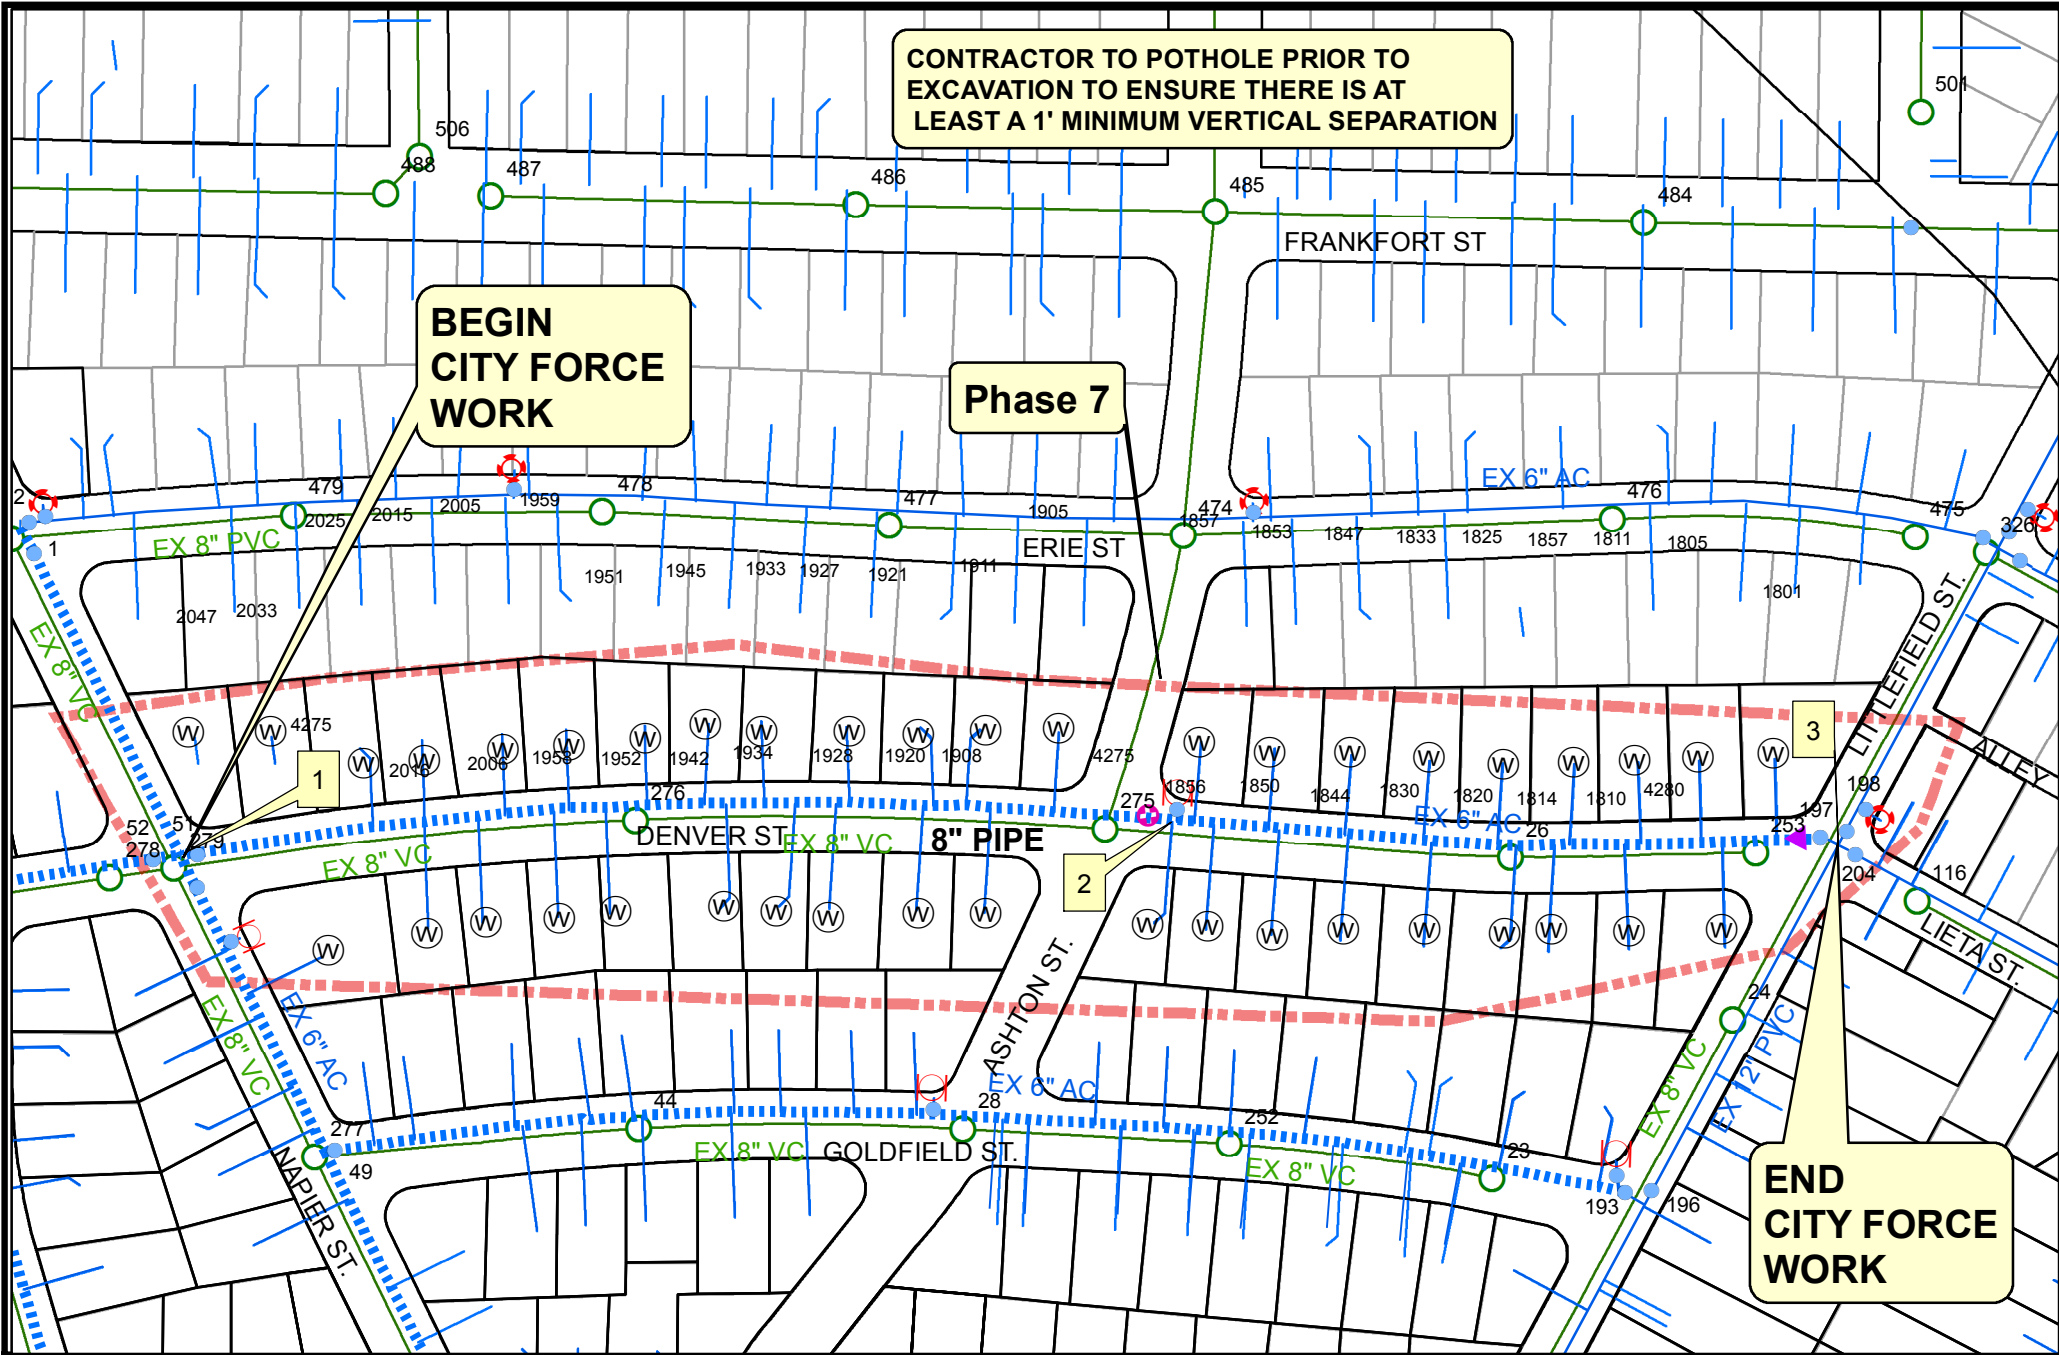 CONTRACTOR TO POTHOLE PRIOR TO
EXCAVATION TO ENSURE THERE IS AT
LEAST A 1' MINIMUM VERTICAL SEPARATION
501
506
488
487
486
485
484
FRANKFORT ST
BEGIN
CITY FORCE
WORK
Phase 7
EX 6" AC
2
479
478
477
474
476
475
326
1
2025
2015
2005
1959
1905
1857
1853
1847
1833
1825
1857
1811
1805
EX 8" PVC
ERIE ST
1951
1945
1933
1927
1921
1911
1801
2047
2033
EX 8" VC
LITTLEFIELD ST.
ALLEY
3
4275
2016
2006
1958
1952
1942
1934
1928
1920
1908
4275
1856
1850
1844
1830
1820
1814
1810
4280
W W W W W W W W W W W W W
W W W W W W W W W
1
276
275
EX 6" AC
26
253
197
198
52
51
278
279
DENVER ST.
EX 8" VC
EX 8" VC
8" PIPE
2
204
116
LIETA ST.
W W W W W W W W W W
W W W W W W W W W
ASHTON ST.
24
EX 8" VC
EX 6" AC
EX 12" PVC
EX 8" VC
EX 6" AC
44
28
252
23
277
49
EX 8" VC
GOLDFIELD ST.
EX 8" VC
193
196
NAPIER ST.
END
CITY FORCE
WORK